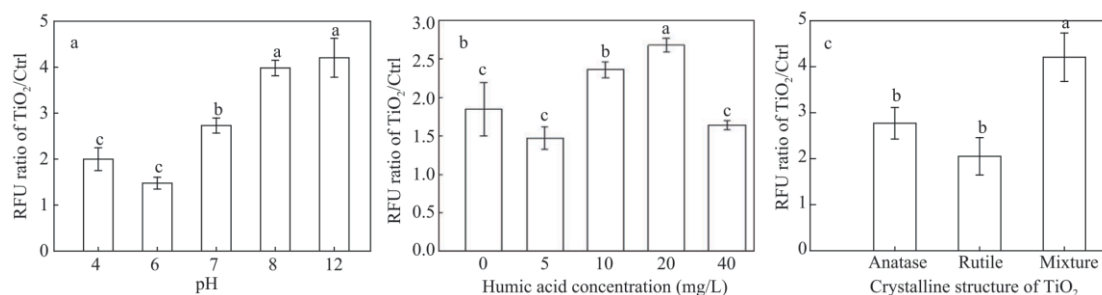 RFU ratio of TiO₂/Ctrl
5
4
3
2
1
0
a
c
c
b
a
a
4 6 7 8 12
pH
RFU ratio of TiO₂/Ctrl
3.0
2.5
2.0
1.5
1.0
0.5
0.0
b
c
c
b
a
c
0 5 10 20 40
Humic acid concentration (mg/L)
RFU ratio of TiO₂/Ctrl
5
4
3
2
1
0
c
b
b
a
Anatase Rutile Mixture
Crystalline structure of TiO₂